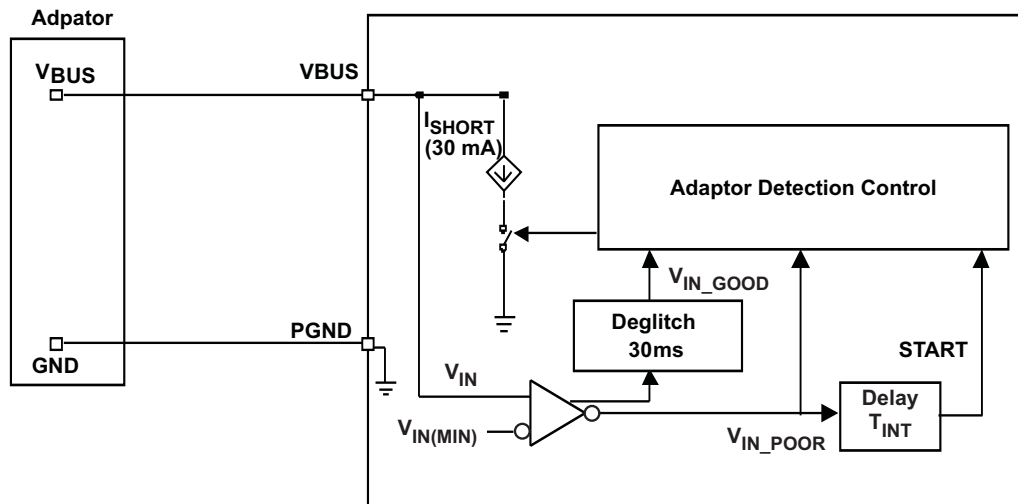 Adpator
VBUS
VBUS
ISHORT
(30 mA)
Adaptor Detection Control
VIN_GOOD
Deglitch
30ms
PGND
GND
START
VIN
Delay
TINT
VIN(MIN)
VIN_POOR